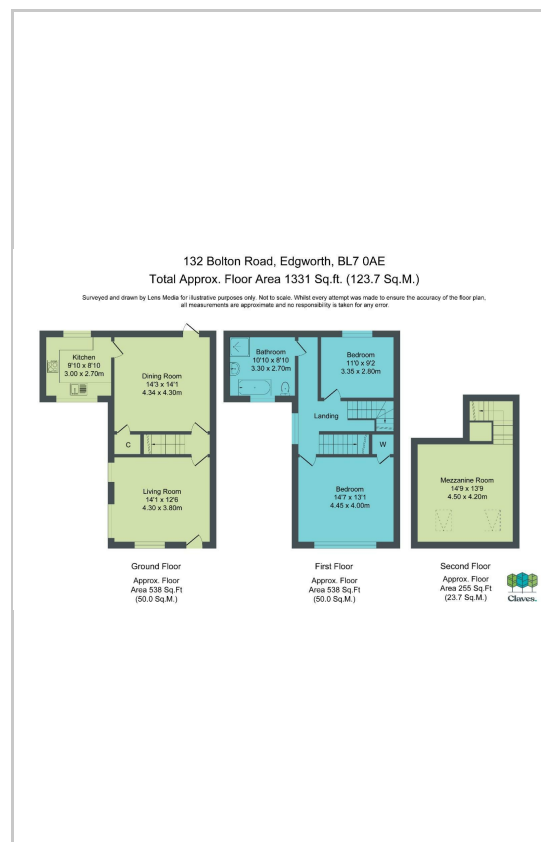 132 Bolton Road, Edgworth, BL7 0AE
Total Approx. Floor Area 1331 Sq.ft. (123.7 Sq.M.)
Surveyed and drawn by Lens Media for illustrative purposes only. Not to scale. Whilst every attempt was made to ensure the accuracy of the floor plan,
all measurements are approximate and no responsibility is taken for any error.
Kitchen
9'10 x 8'10
3.00 x 2.70m
Dining Room
14'3 x 14'1
4.34 x 4.30m
C
Living Room
14'1 x 12'6
4.30 x 3.80m
Ground Floor
Approx. Floor
Area 538 Sq.Ft
(50.0 Sq.M.)
Bathroom
10'10 x 8'10
3.30 x 2.70m
Bedroom
11'0 x 9'2
3.35 x 2.80m
Landing
W
Bedroom
14'7 x 13'1
4.45 x 4.00m
First Floor
Approx. Floor
Area 538 Sq.Ft
(50.0 Sq.M.)
Mezzanine Room
14'9 x 13'9
4.50 x 4.20m
Second Floor
Approx. Floor
Area 255 Sq.Ft
(23.7 Sq.M.)
Claves.